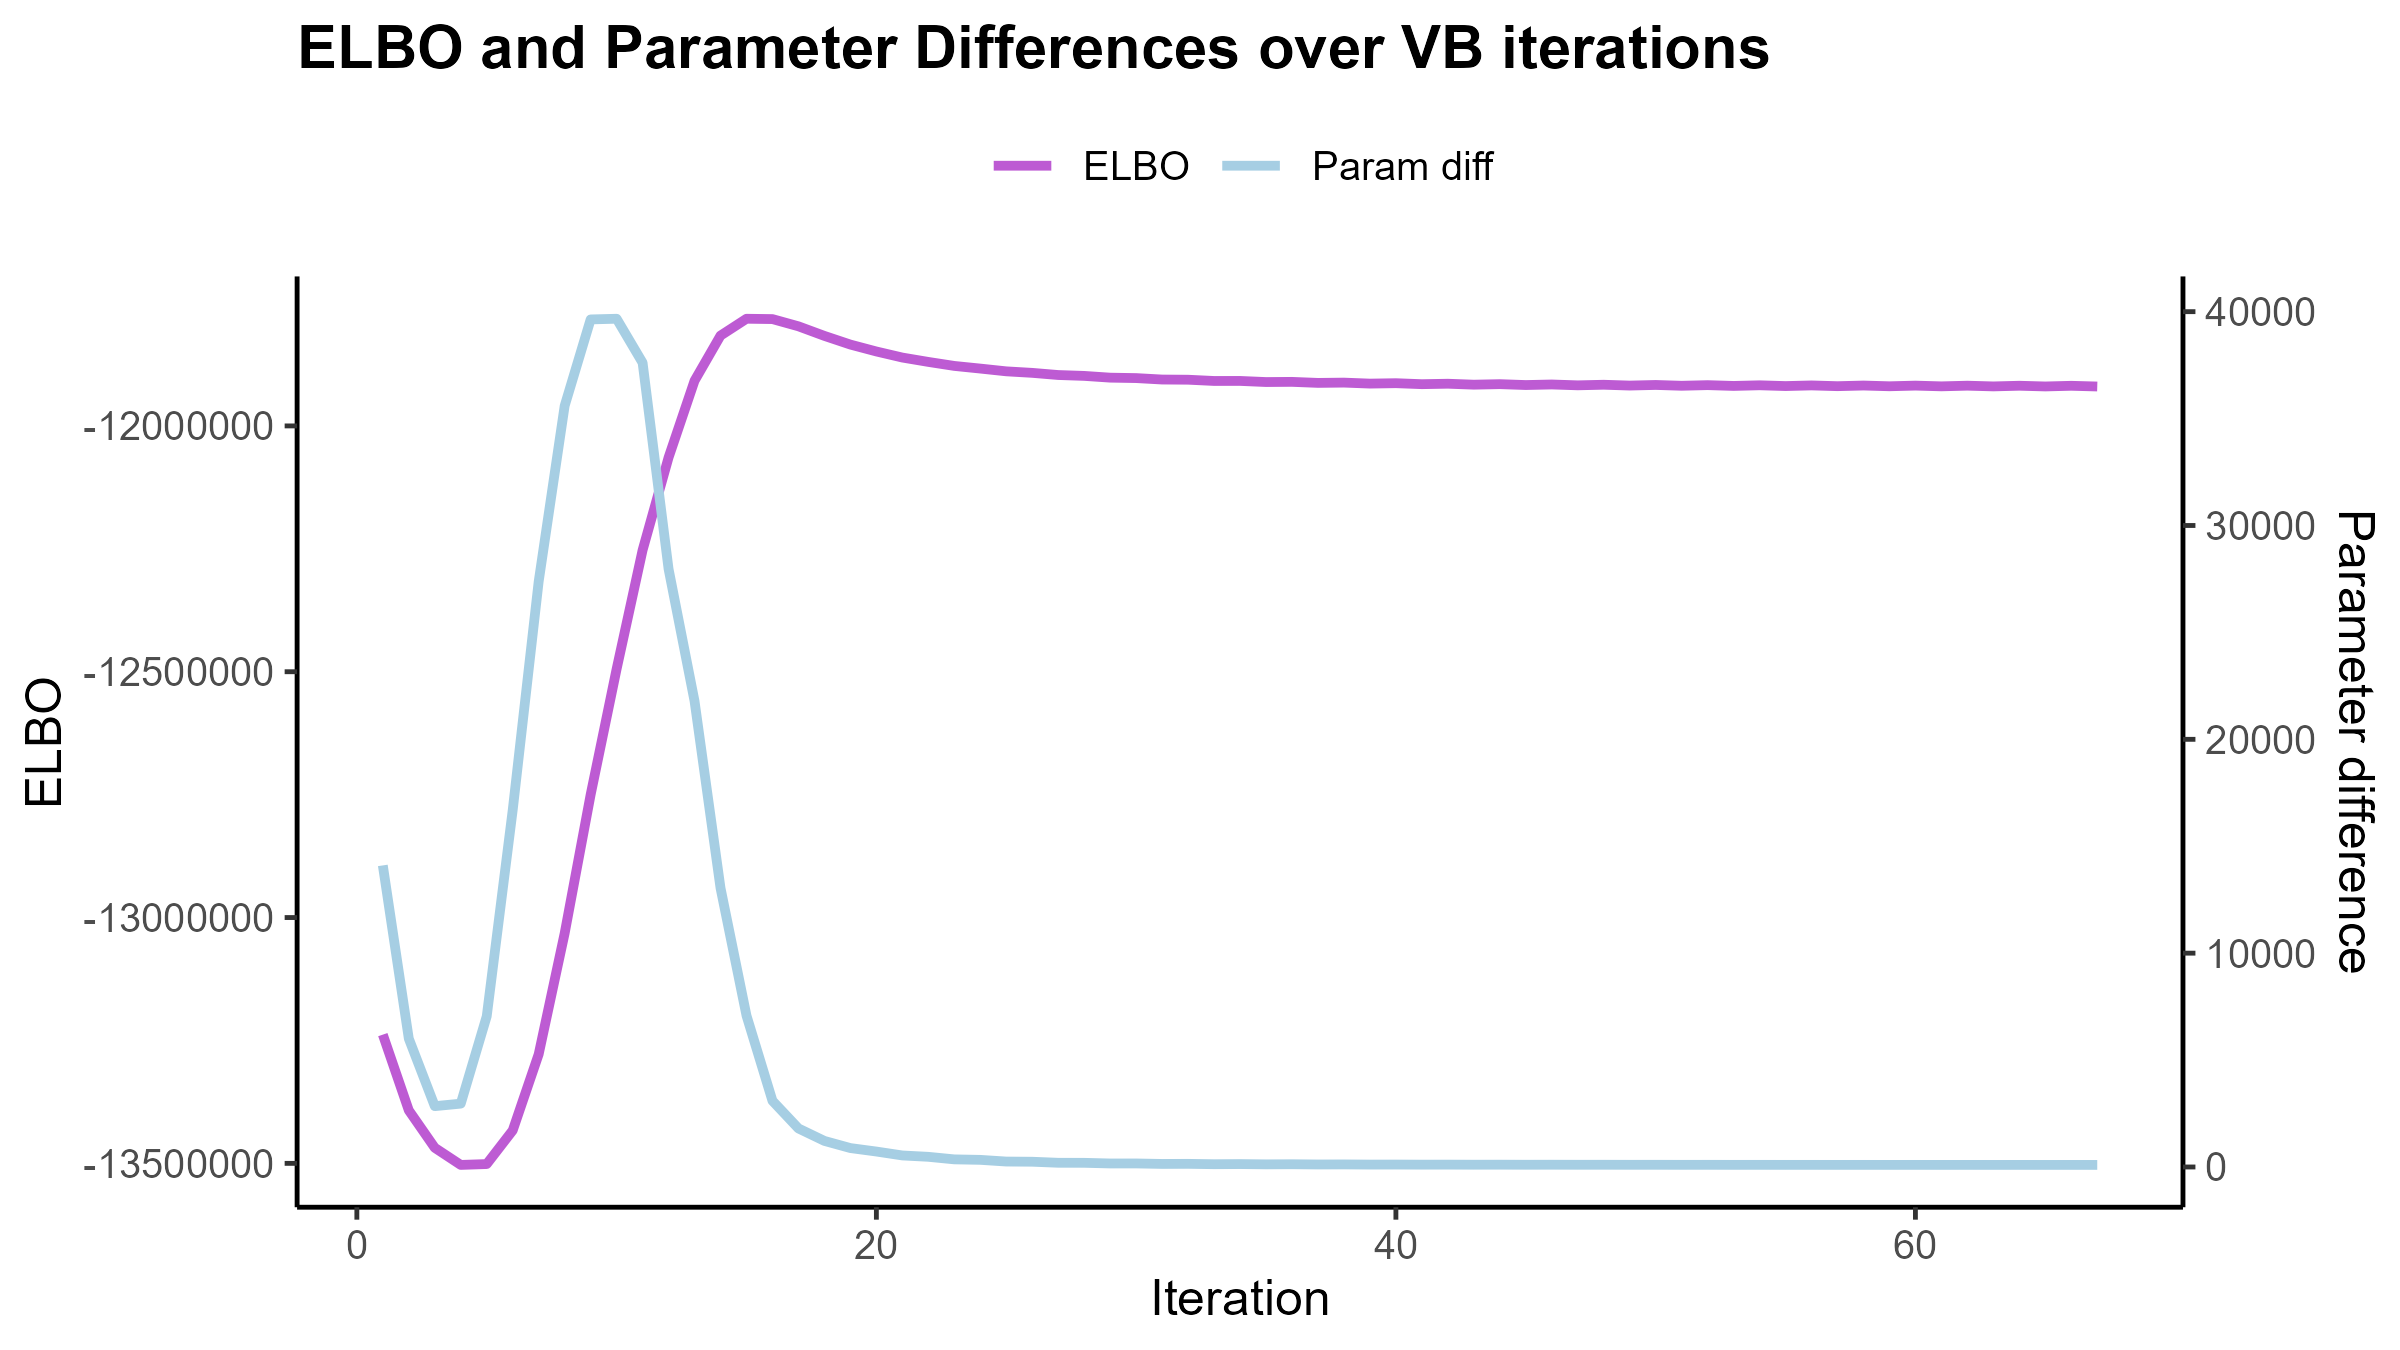 ELBO and Parameter Differences over VB iterations
ELBO Param diff
ELBO
-12000000
-12500000
-13000000
-13500000
40000
30000
20000
10000
0
Parameter difference
0 20 40 60
Iteration